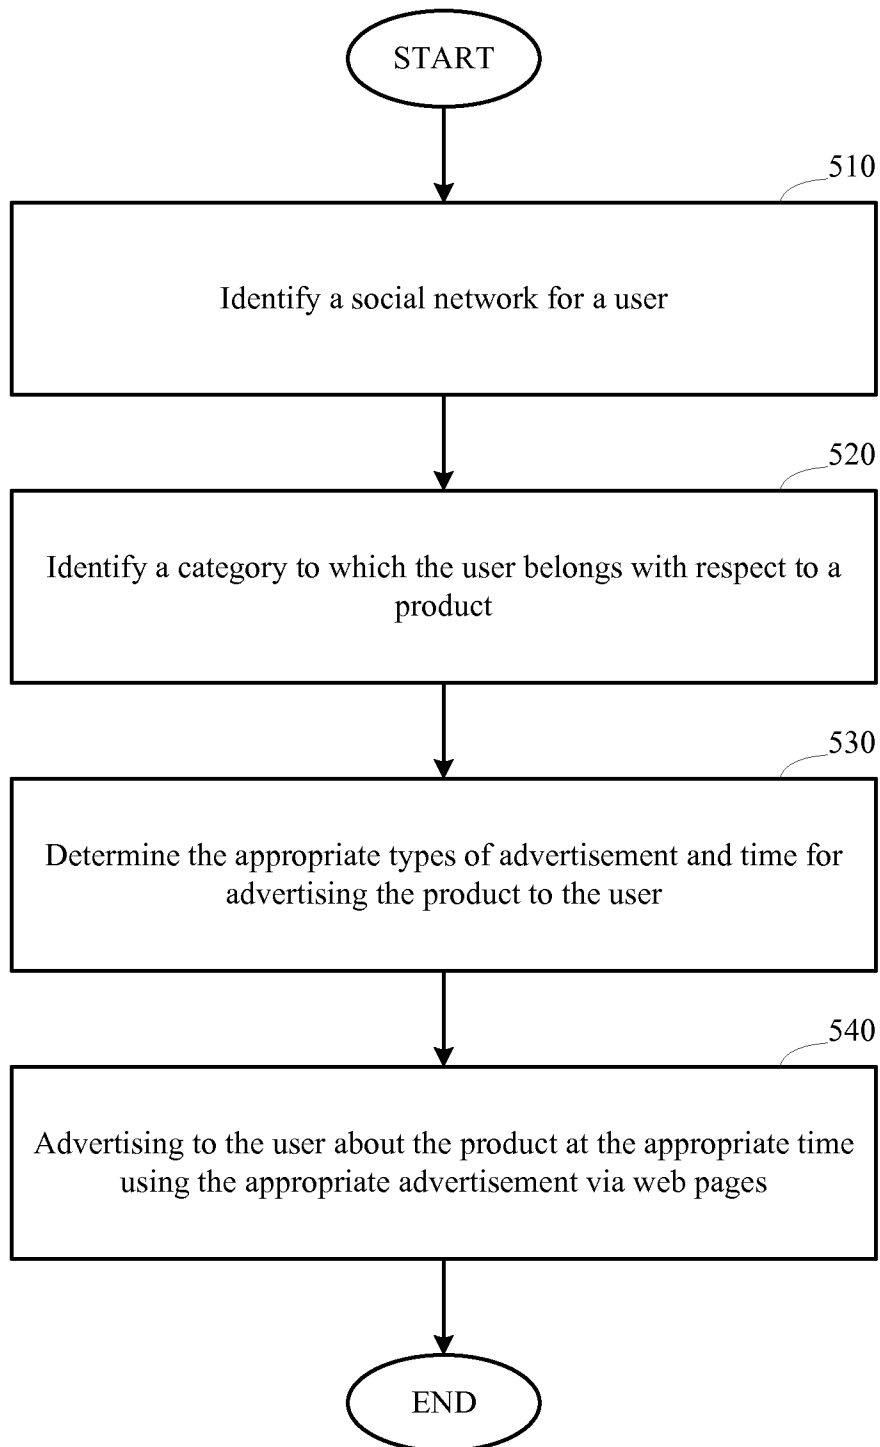 START
510
Identify a social network for a user
520
Identify a category to which the user belongs with respect to a
product
530
Determine the appropriate types of advertisement and time for
advertising the product to the user
540
Advertising to the user about the product at the appropriate time
using the appropriate advertisement via web pages
END